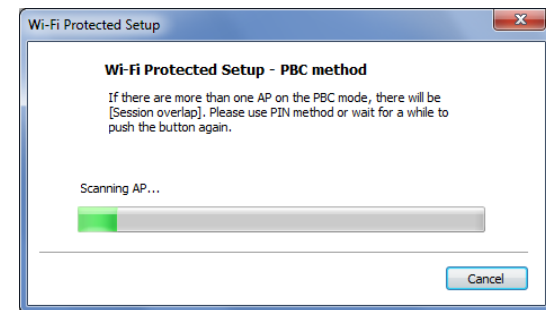 Wi-Fi Protected Setup
Wi-Fi Protected Setup - PBC method
If there are more than one AP on the PBC mode, there will be
[Session overlap]. Please use PIN method or wait for a while to
push the button again.
Scanning AP...
Cancel